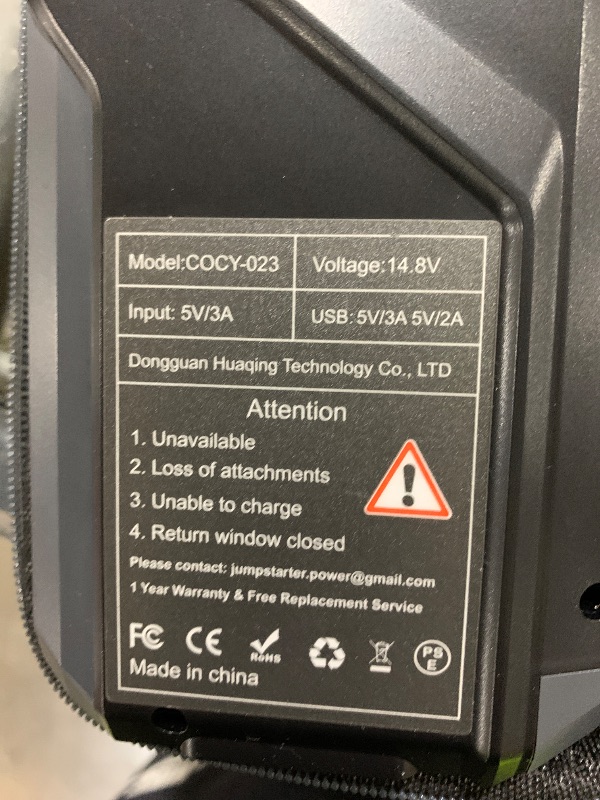 Model:COCY-023
Voltage:14.8V
Input: 5V/3A
USB: 5V/3A 5V/2A
Dongguan Huaqing Technology Co., LTD
Attention
1. Unavailable
2. Loss of attachments
3. Unable to charge
4. Return window closed
Please contact: jumpstarter.power@gmail.com
1 Year Warranty & Free Replacement Service
FC CE RoHS PS E
Made in china